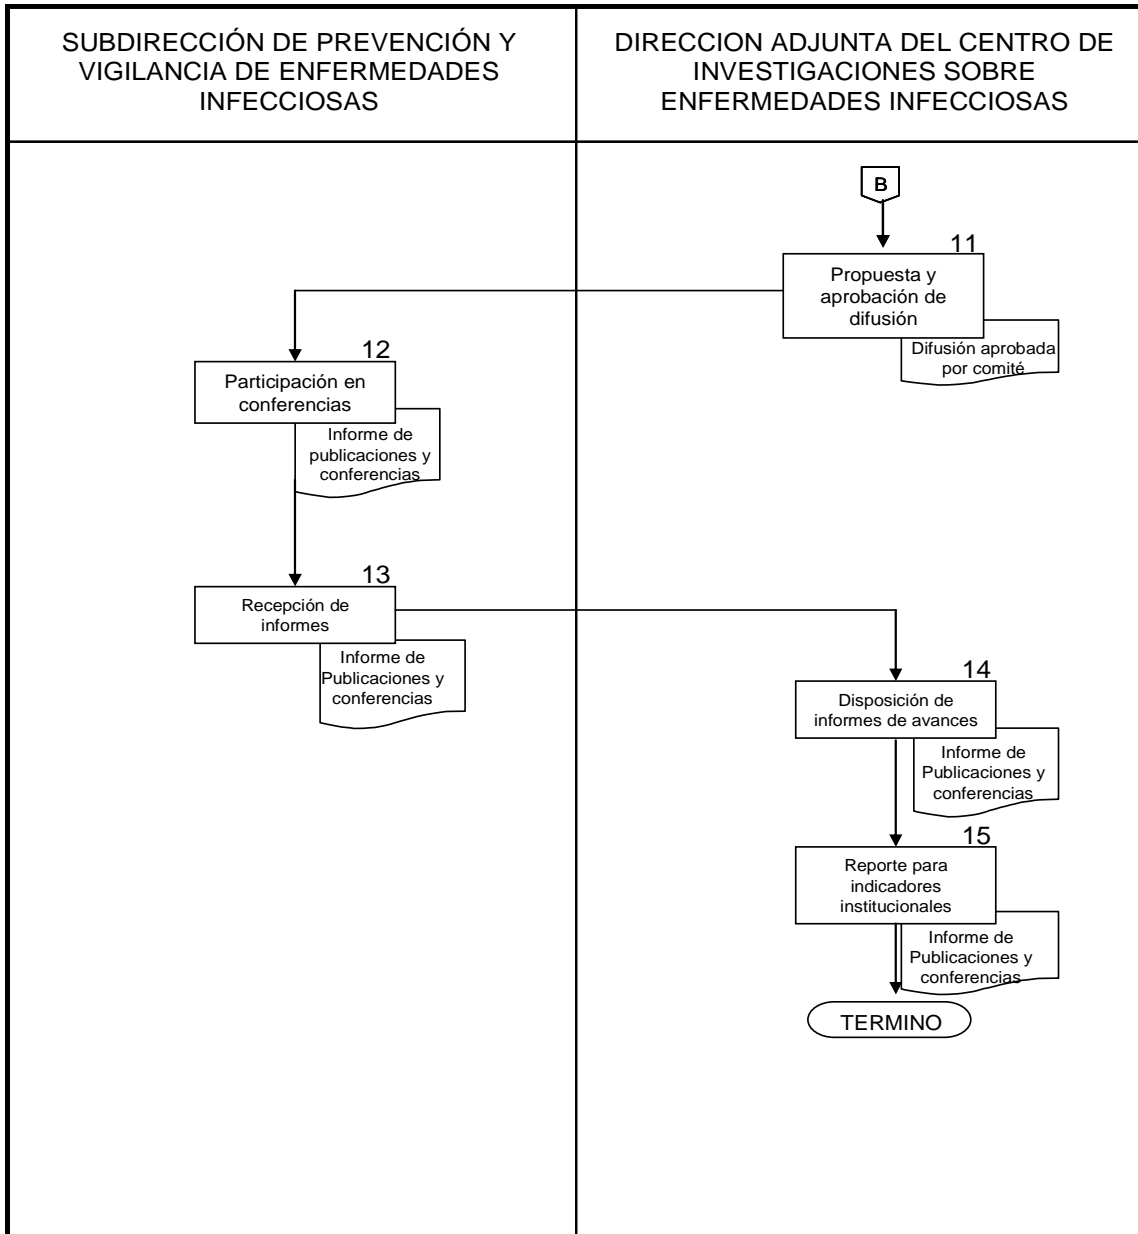 SUBDIRECCIÓN DE PREVENCIÓN Y
VIGILANCIA DE ENFERMEDADES
INFECCIOSAS
DIRECCION ADJUNTA DEL CENTRO DE
INVESTIGACIONES SOBRE
ENFERMEDADES INFECCIOSAS
B
11
Propuesta y
aprobación de
difusión
Difusión aprobada
por comité
12
Participación en
conferencias
Informe de
publicaciones y
conferencias
13
Recepción de
informes
Informe de
Publicaciones y
conferencias
14
Disposición de
informes de avances
Informe de
Publicaciones y
conferencias
15
Reporte para
indicadores
institucionales
Informe de
Publicaciones y
conferencias
TERMINO